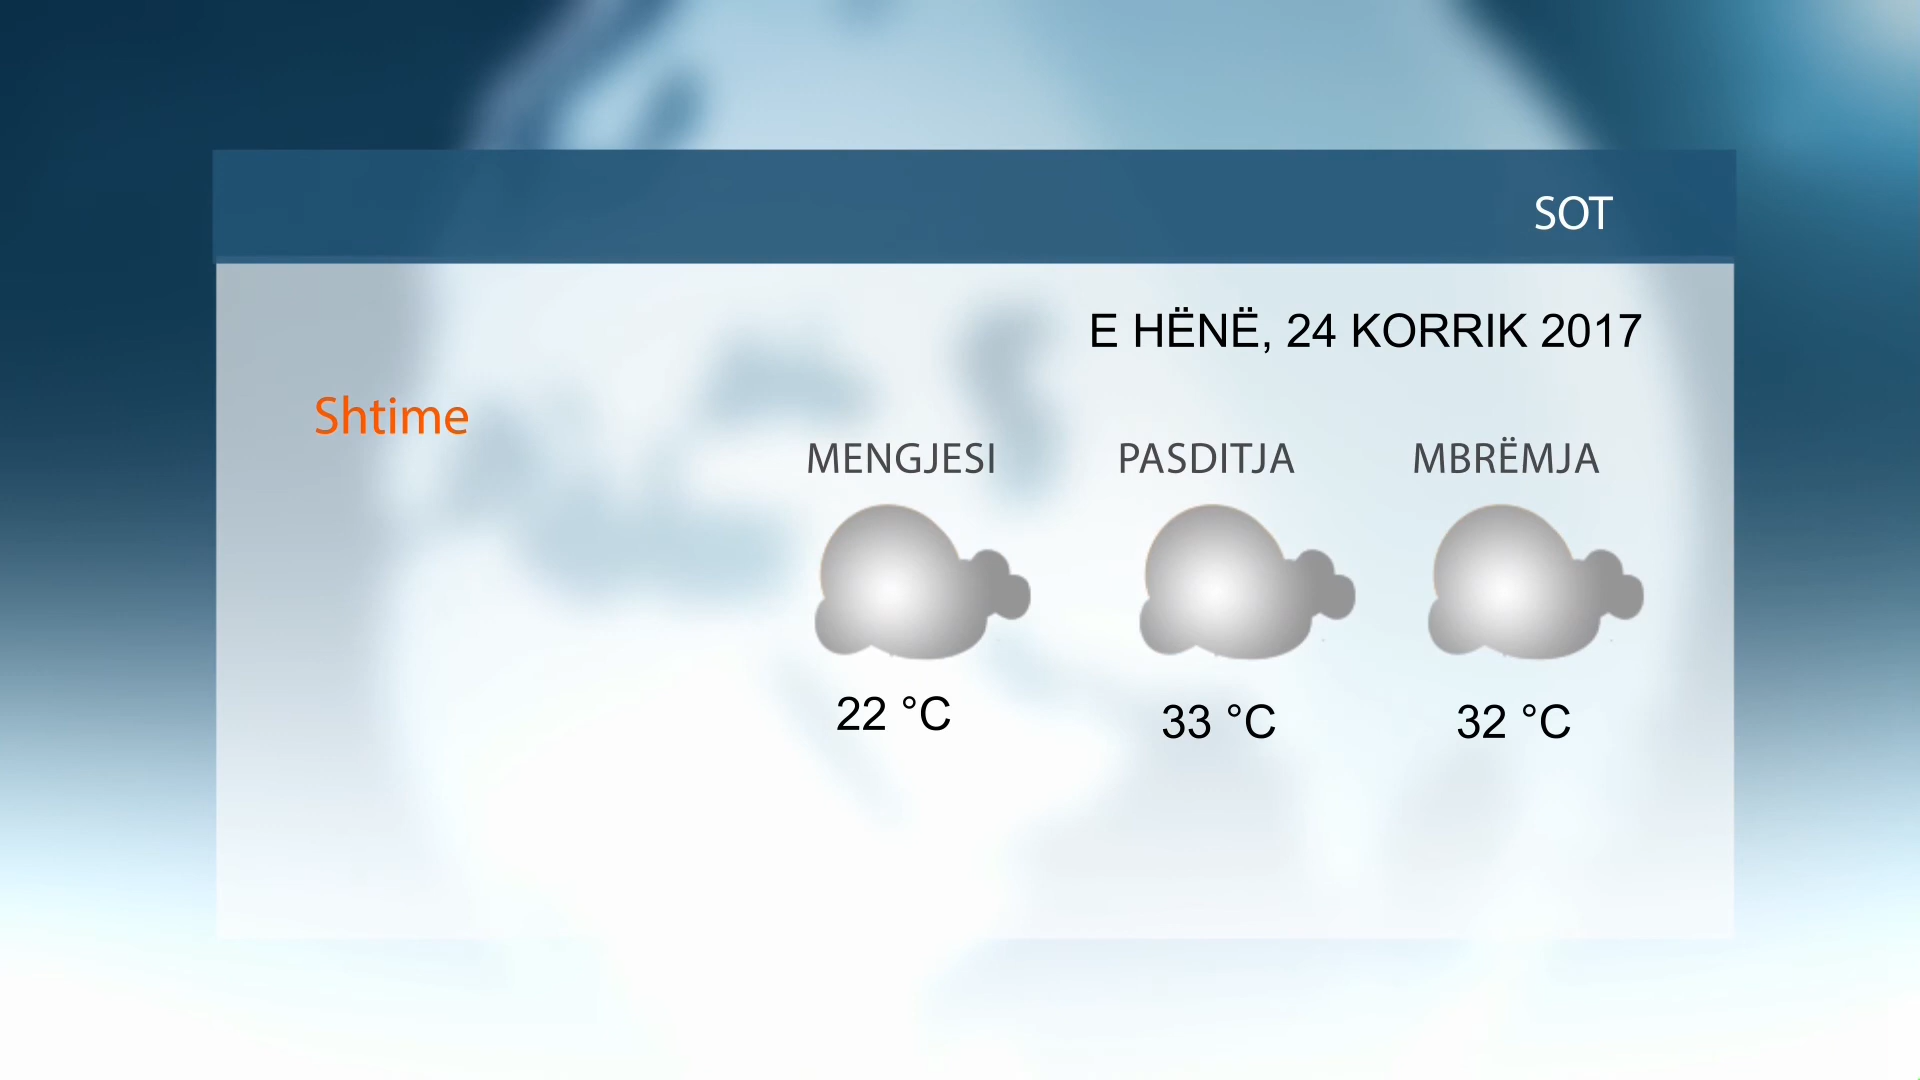 SOT
E HËNË, 24 KORRIK 2017
Shtime
MENGJESI PASDITJA MBRËMJA
22 °C 33 °C 32 °C